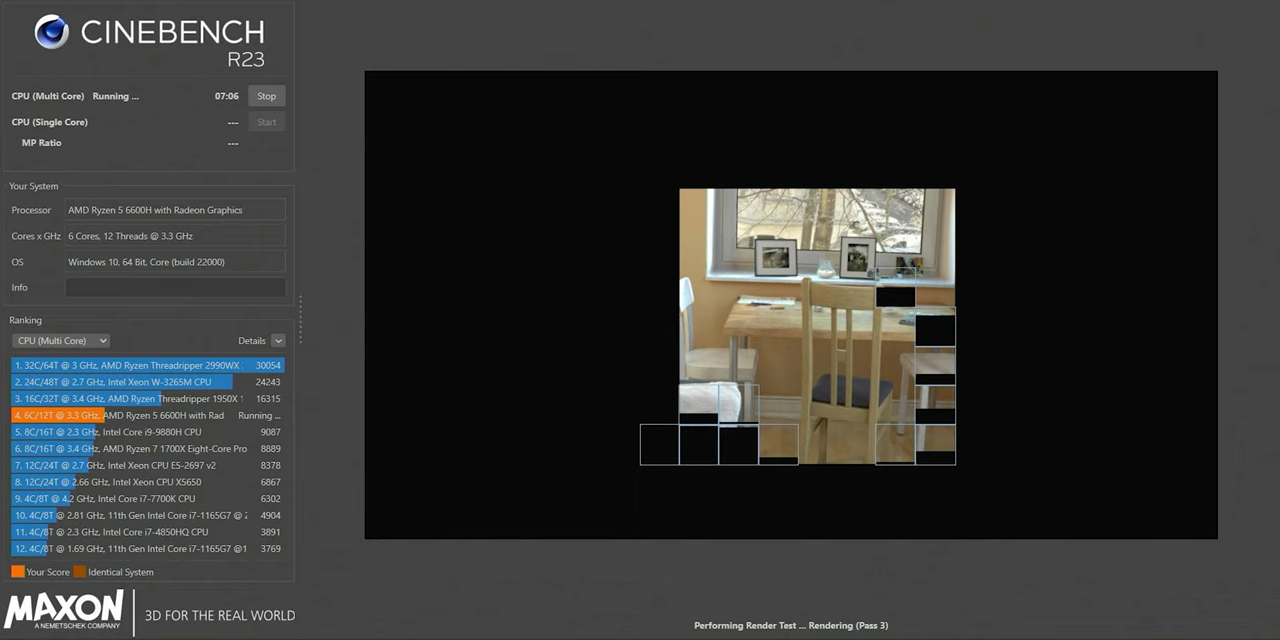 CINEBENCH
R23
CPU (Multi Core) Running ... 07:06 Stop
CPU (Single Core) --- Start
MP Ratio ---
Your System
Processor AMD Ryzen 5 6600H with Radeon Graphics
Cores x GHz 6 Cores, 12 Threads @ 3.3 GHz
OS Windows 10, 64 Bit, Core (build 22000)
Info
Ranking
CPU (Multi Core) Details
1. 32C/64T @ 3 GHz, AMD Ryzen Threadripper 2990WX 30054
2. 24C/48T @ 2.7 GHz, Intel Xeon W-3265M CPU 24243
3. 16C/32T @ 3.4 GHz, AMD Ryzen Threadripper 1950X 16315
4. 6C/12T @ 3.3 GHz, AMD Ryzen 5 6600H with Rad Running ...
5. 8C/16T @ 2.3 GHz, Intel Core i9-9880H CPU 9087
6. 8C/16T @ 3.4 GHz, AMD Ryzen 7 1700X Eight-Core Pro 8889
7. 12C/24T @ 2.7 GHz, Intel Xeon CPU E5-2697 v2 8378
8. 12C/24T @ 2.66 GHz, Intel Xeon CPU X5650 6867
9. 4C/8T @ 4.2 GHz, Intel Core i7-7700K CPU 6302
10. 4C/8T @ 2.81 GHz, 11th Gen Intel Core i7-1165G7 @ 2 4904
11. 4C/8T @ 2.3 GHz, Intel Core i7-4850HQ CPU 3891
12. 4C/8T @ 1.69 GHz, 11th Gen Intel Core i7-1165G7 @1 3769
Your Score Identical System
MAXON
A NEMETSCHEK COMPANY
3D FOR THE REAL WORLD
Performing Render Test ... Rendering (Pass 3)